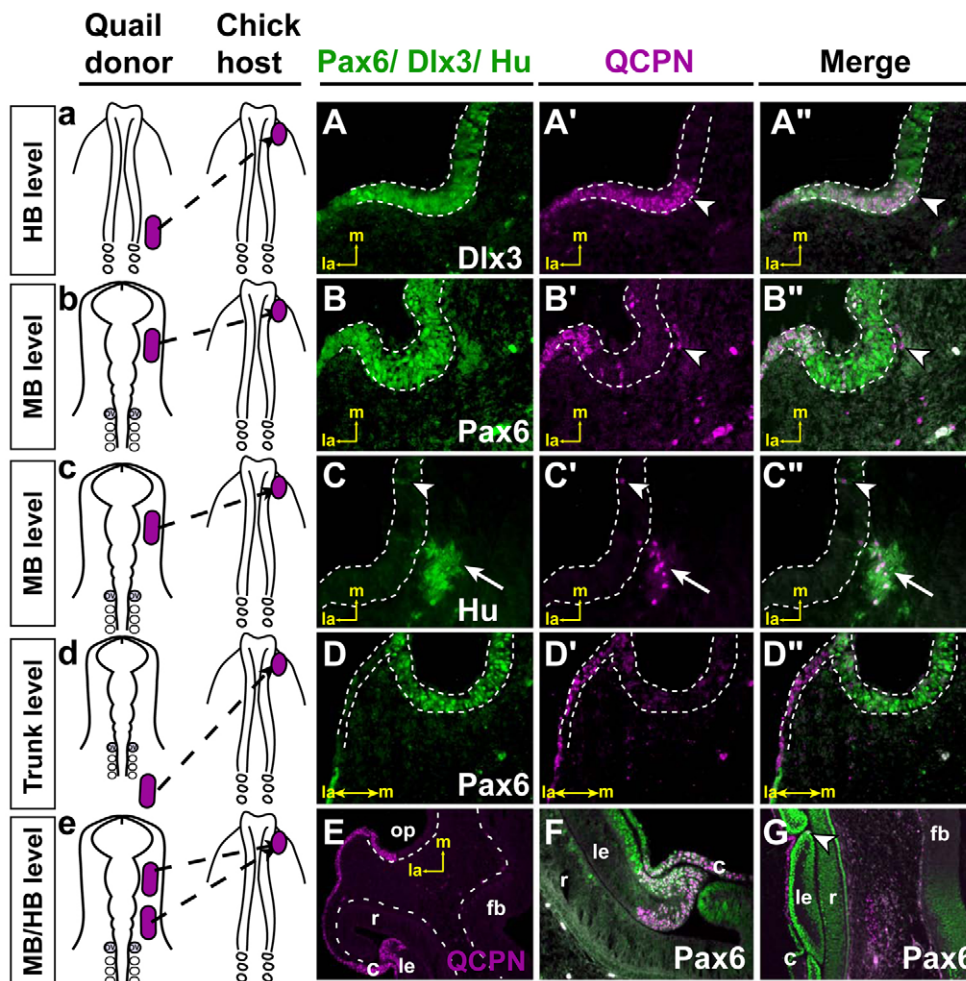 Quail donor
Chick host
Pax6/ Dlx3/ Hu
QCPN
Merge
HB level
a
A
m
la
Dlx3
A'
m
la
A"
m
la
MB level
b
B
m
la
Pax6
B'
m
la
B"
m
la
MB level
c
C
m
la
Hu
C'
m
la
C"
m
la
Trunk level
d
D
la m
Pax6
D'
la m
D"
la m
MB/HB level
e
E
op
m
la
r
fb
c
le
QCPN
F
le
r
c
Pax6
G
fb
le
r
c
Pax6